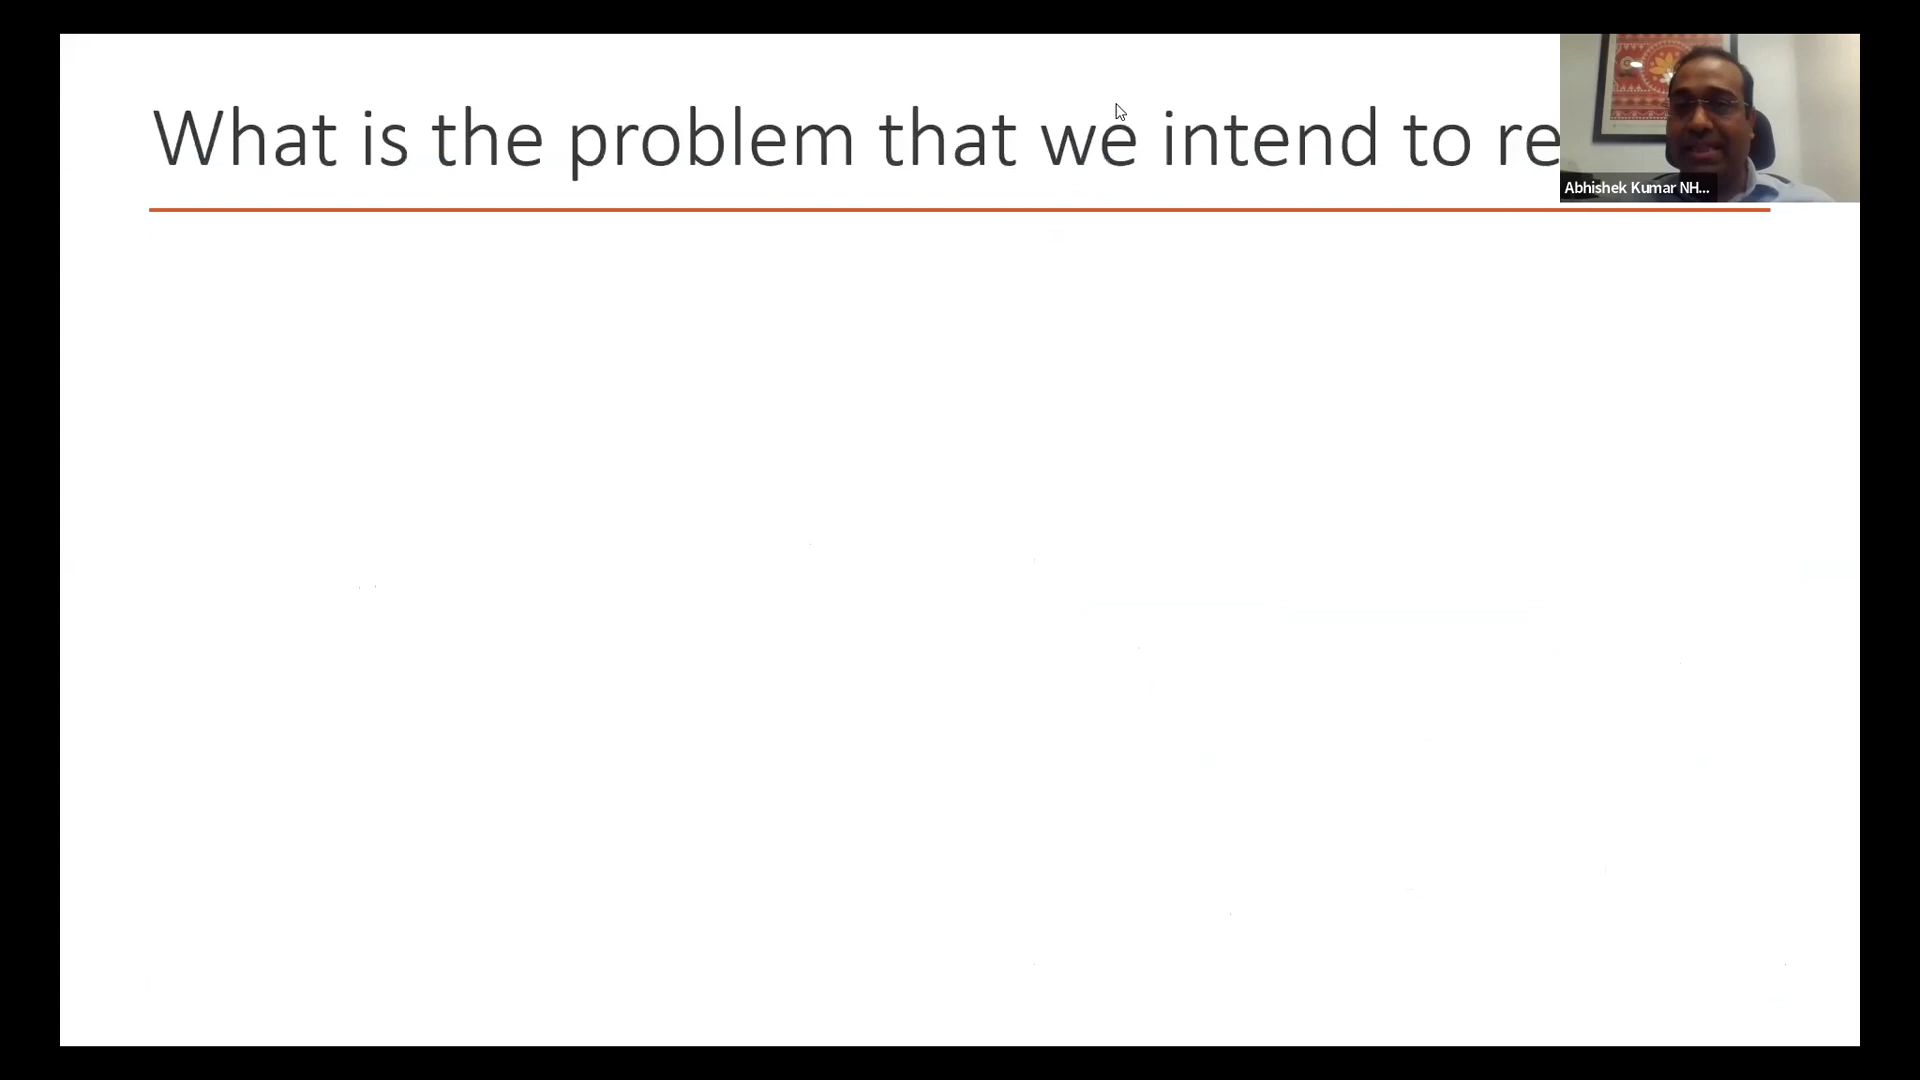 What is the problem that we intend to re
Abhishek Kumar NH...